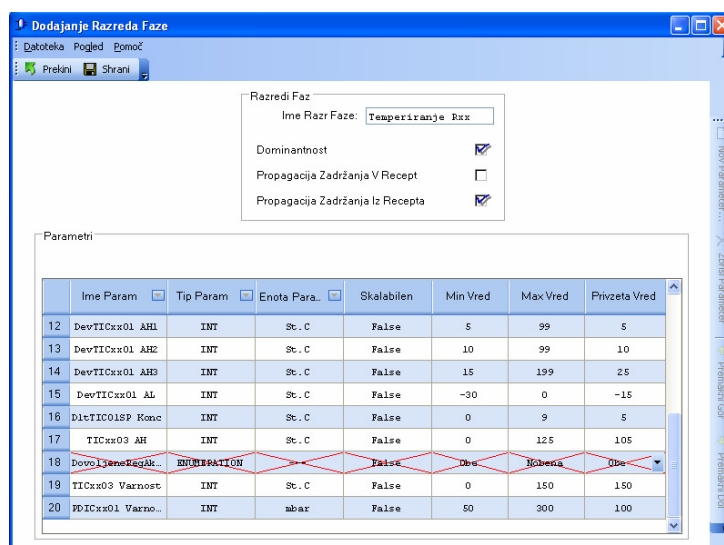 Dodajanje Razreda Faze
Datoteka Pogled Pomoč
Prekini Shrani
Razredi Faz
Ime Razr Faze: Temperiranje Rxx
Dominantnost
Propagacija Zadržanja V Recept
Propagacija Zadržanja Iz Recepta
Parametri
Ime Param Tip Param Enota Para.. Skalabilen Min Vred Max Vred Privzeta Vred
12 DevTICxx01 AH1 INT St.C False 5 99 5
13 DevTICxx01 AH2 INT St.C False 10 99 10
14 DevTICxx01 AH3 INT St.C False 15 199 25
15 DevTICxx01 AL INT St.C False -30 0 -15
16 DltTIC01SP Konc INT St.C False 0 9 5
17 TICxx03 AH INT St.C False 0 125 105
18 DovoljeneRegAk... ENUMERATION -- False Obe Nobena Obe
19 TICxx03 Varnost INT St.C False 0 150 150
20 PDICxx01 Varno... INT mbar False 50 300 100
Nov Parameter...
Zbriši Parameter
Premakni Gor
Premakni Dol